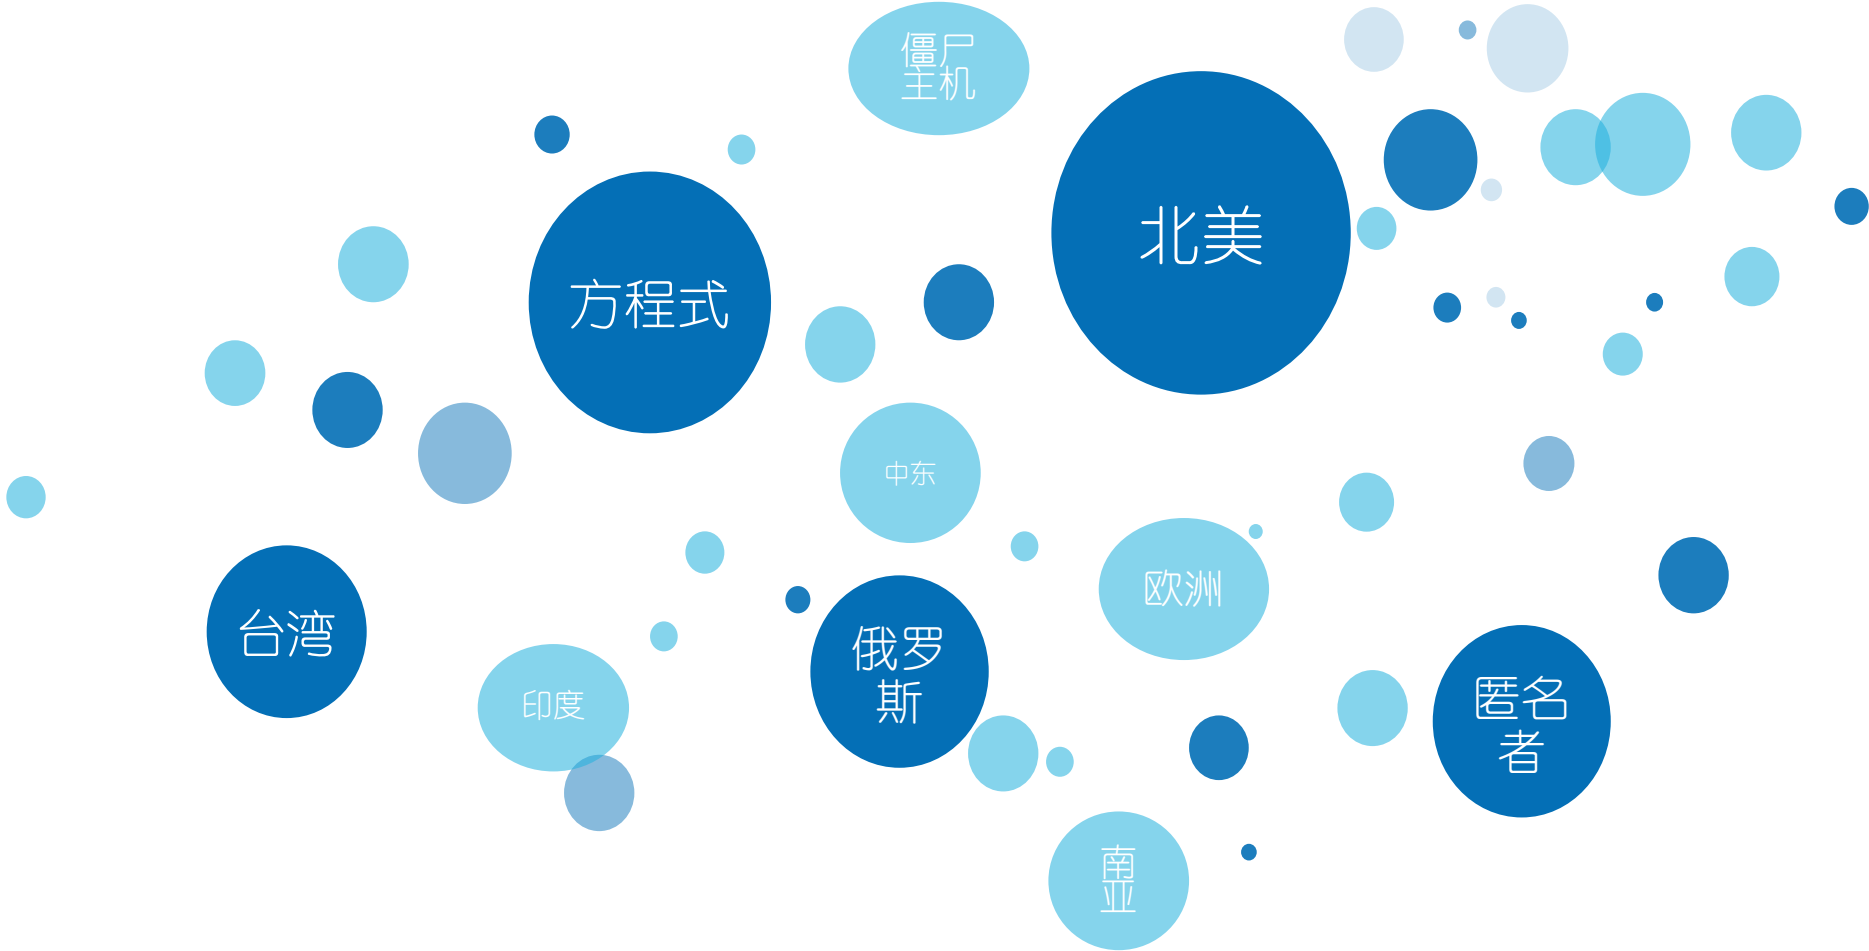 僵尸
主机
北美
方程式
中东
欧洲
台湾
俄罗
斯
印度
匿名
者
南
亚